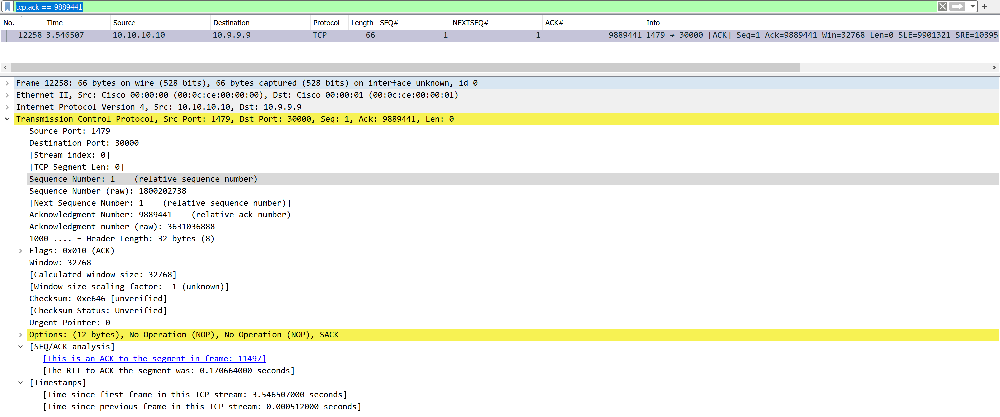 tcp.ack == 9889441
No. Time Source Destination Protocol Length SEQ# NEXTSEQ# ACK# Info
12258 3.546507 10.10.10.10 10.9.9.9 TCP 66 1 1 9889441 1479 → 30000 [ACK] Seq=1 Ack=9889441 Win=32768 Len=0 SLE=9901321 SRE=103950
Frame 12258: 66 bytes on wire (528 bits), 66 bytes captured (528 bits) on interface unknown, id 0
Ethernet II, Src: Cisco_00:00:00 (00:0c:ce:00:00:00), Dst: Cisco_00:00:01 (00:0c:ce:00:00:01)
Internet Protocol Version 4, Src: 10.10.10.10, Dst: 10.9.9.9
Transmission Control Protocol, Src Port: 1479, Dst Port: 30000, Seq: 1, Ack: 9889441, Len: 0
Source Port: 1479
Destination Port: 30000
[Stream index: 0]
[TCP Segment Len: 0]
Sequence Number: 1    (relative sequence number)
Sequence Number (raw): 1800202738
[Next Sequence Number: 1    (relative sequence number)]
Acknowledgment Number: 9889441    (relative ack number)
Acknowledgment number (raw): 3631036888
1000 .... = Header Length: 32 bytes (8)
Flags: 0x010 (ACK)
Window: 32768
[Calculated window size: 32768]
[Window size scaling factor: -1 (unknown)]
Checksum: 0xe646 [unverified]
[Checksum Status: Unverified]
Urgent Pointer: 0
Options: (12 bytes), No-Operation (NOP), No-Operation (NOP), SACK
[SEQ/ACK analysis]
[This is an ACK to the segment in frame: 11497]
[The RTT to ACK the segment was: 0.170664000 seconds]
[Timestamps]
[Time since first frame in this TCP stream: 3.546507000 seconds]
[Time since previous frame in this TCP stream: 0.000512000 seconds]